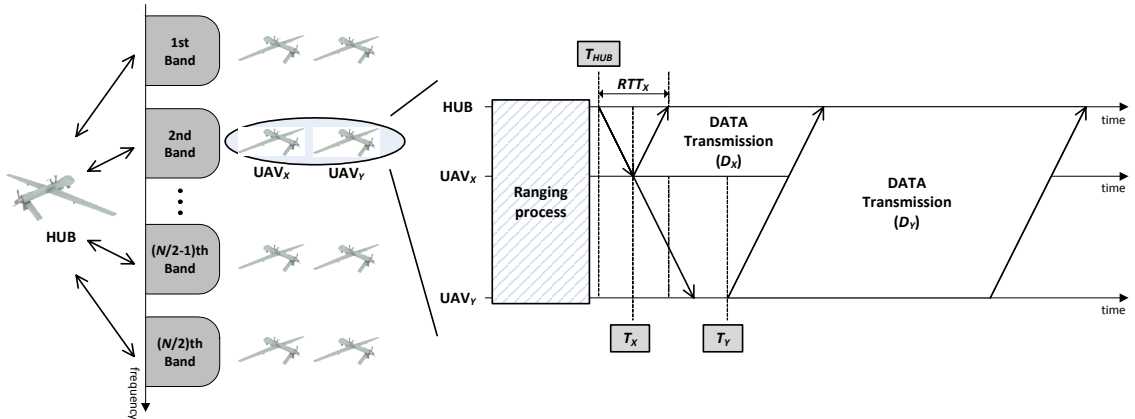 1st
Band
2nd
Band
UAVX
UAVY
HUB
(N/2-1)th
Band
(N/2)th
Band
frequency
THUB
RTTX
HUB
time
DATA
Transmission
(DX)
UAVX
time
Ranging
process
DATA
Transmission
(DY)
UAVY
time
TX
TY